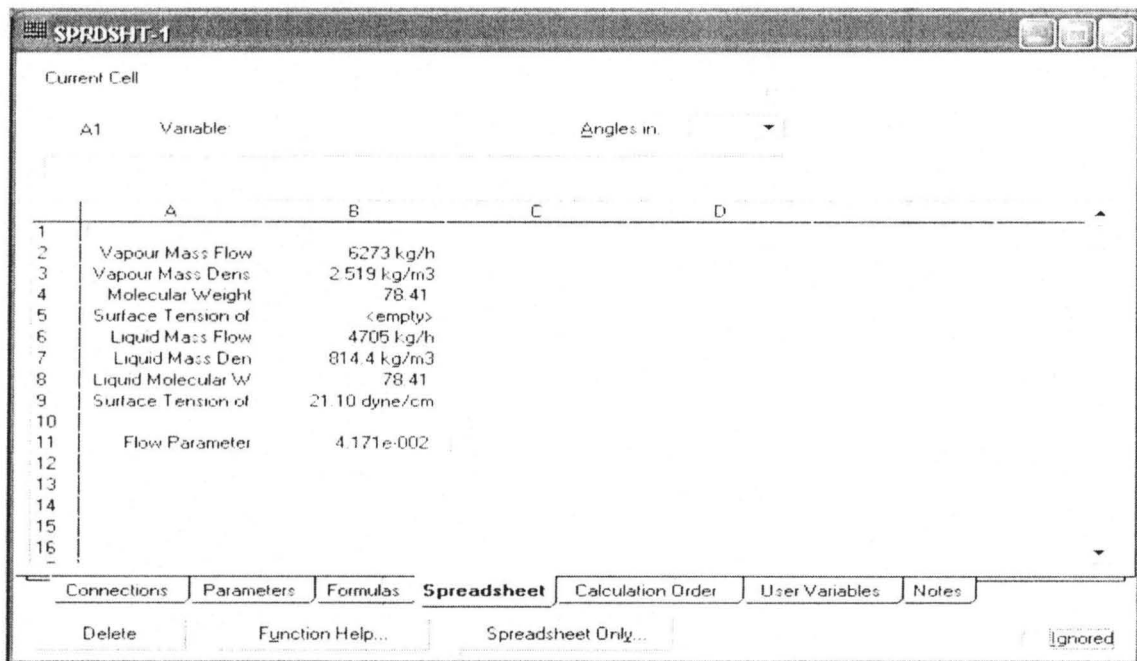 SPRDSHT-1
Current Cell
A1 Variable: Angles in:
A B C D
1
2 Vapour Mass Flow 6273 kg/h
3 Vapour Mass Dens 2.519 kg/m3
4 Molecular Weight 78.41
5 Surface Tension of <empty>
6 Liquid Mass Flow 4705 kg/h
7 Liquid Mass Den 814.4 kg/m3
8 Liquid Molecular W 78.41
9 Surface Tension of 21.10 dyne/cm
10
11 Flow Parameter 4.171e-002
12
13
14
15
16
Connections Parameters Formulas Spreadsheet Calculation Order User Variables Notes
Delete Function Help... Spreadsheet Only... Ignored